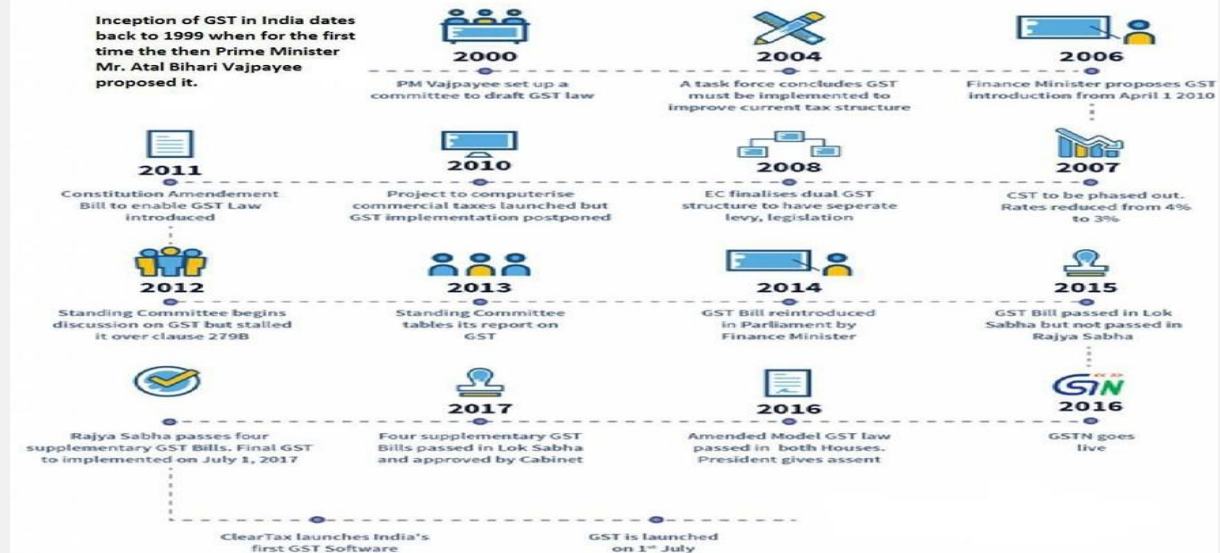 Inception of GST in India dates
back to 1999 when for the first
time the then Prime Minister
Mr. Atal Bihari Vajpayee
proposed it.
2000
PM Vajpayee set up a
committee to draft GST law
2004
A task force concludes GST
must be implemented to
improve current tax structure
2006
Finance Minister proposes GST
introduction from April 1 2010
2007
CST to be phased out.
Rates reduced from 4%
to 3%
2008
EC finalises dual GST
structure to have seperate
levy, legislation
2010
Project to computerise
commercial taxes launched but
GST implementation postponed
2011
Constitution Amendement
Bill to enable GST Law
introduced
2012
Standing Committee begins
discussion on GST but stalled
it over clause 279B
2013
Standing Committee
tables its report on
GST
2014
GST Bill reintroduced
in Parliament by
Finance Minister
2015
GST Bill passed in Lok
Sabha but not passed in
Rajya Sabha
GSTN
2016
GSTN goes
live
2016
Amended Model GST law
passed in both Houses.
President gives assent
2017
Four supplementary GST
Bills passed in Lok Sabha
and approved by Cabinet
Rajya Sabha passes four
supplementary GST Bills. Final GST
to implemented on July 1, 2017
ClearTax launches India's
first GST Software
GST is launched
on 1st July